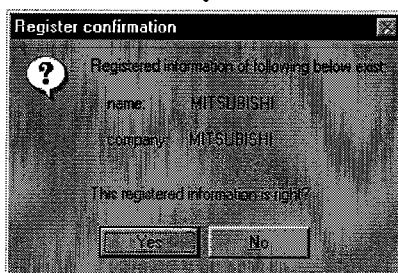 Register confirmation
Registered information of following below exist
name: MITSUBISHI
company: MITSUBISHI
This registered information is right?
Yes No